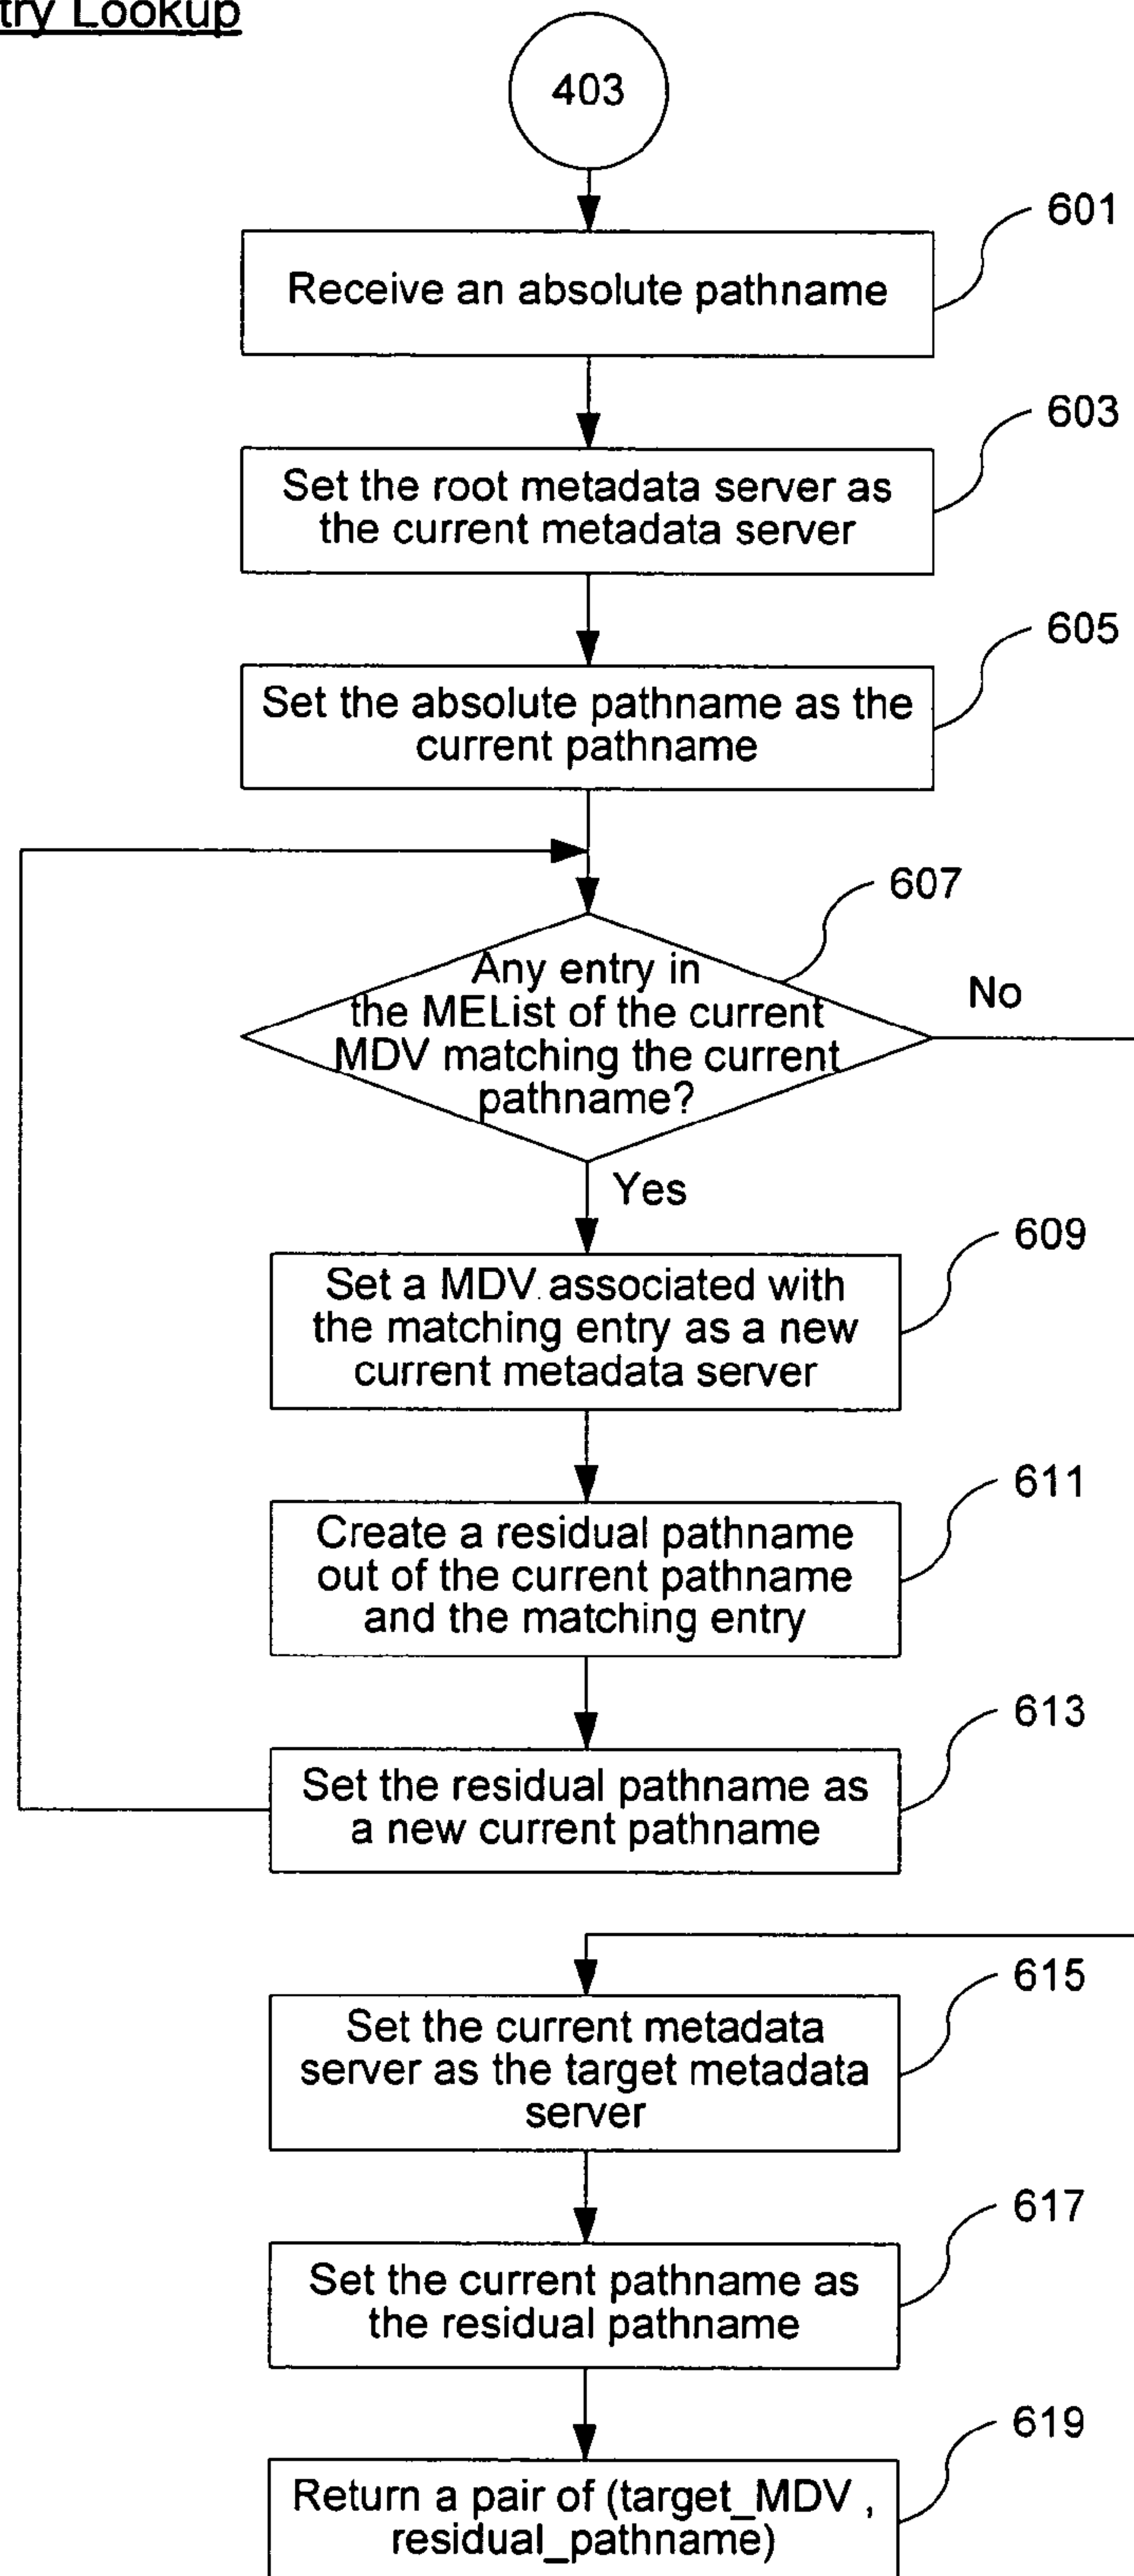 try Lookup
403
601
Receive an absolute pathname
603
Set the root metadata server as
the current metadata server
605
Set the absolute pathname as the
current pathname
607
Any entry in
the MEList of the current
MDV matching the current
pathname?
No
Yes
609
Set a MDV associated with
the matching entry as a new
current metadata server
611
Create a residual pathname
out of the current pathname
and the matching entry
613
Set the residual pathname as
a new current pathname
615
Set the current metadata
server as the target metadata
server
617
Set the current pathname as
the residual pathname
619
Return a pair of (target_MDV ,
residual_pathname)